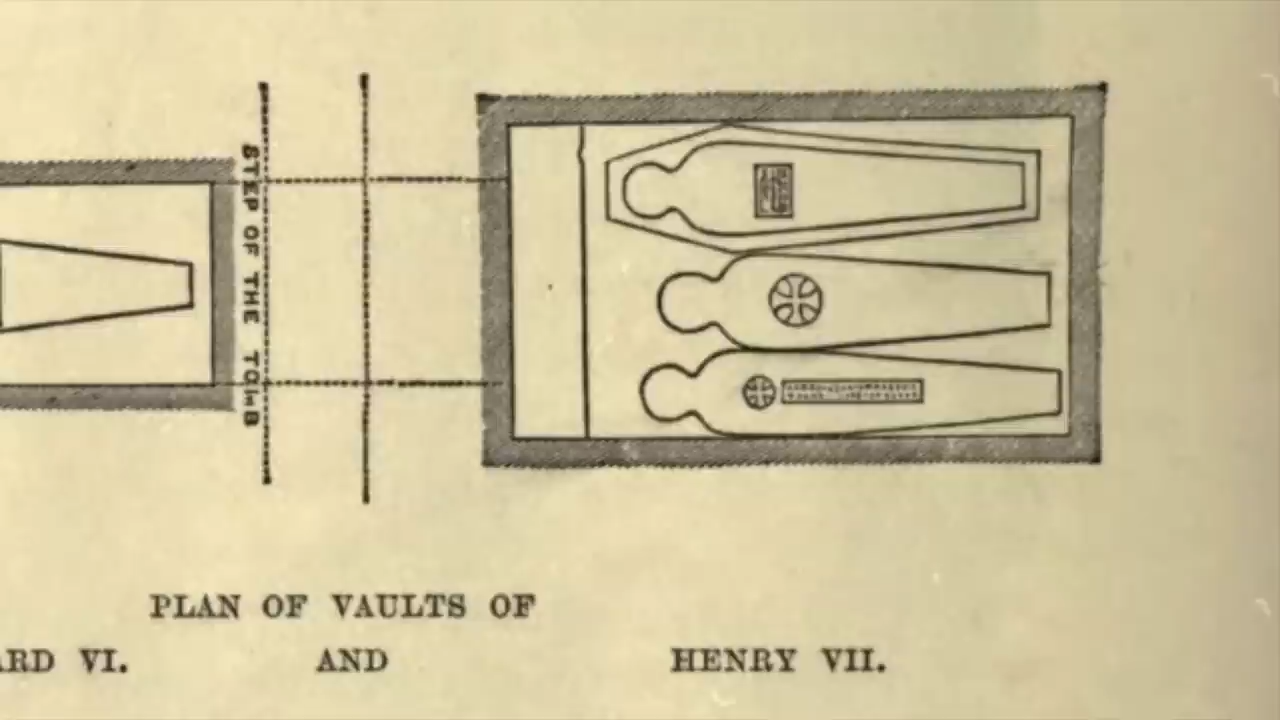 STEP OF THE TOMB
PLAN OF VAULTS OF
ARD VI. AND HENRY VII.